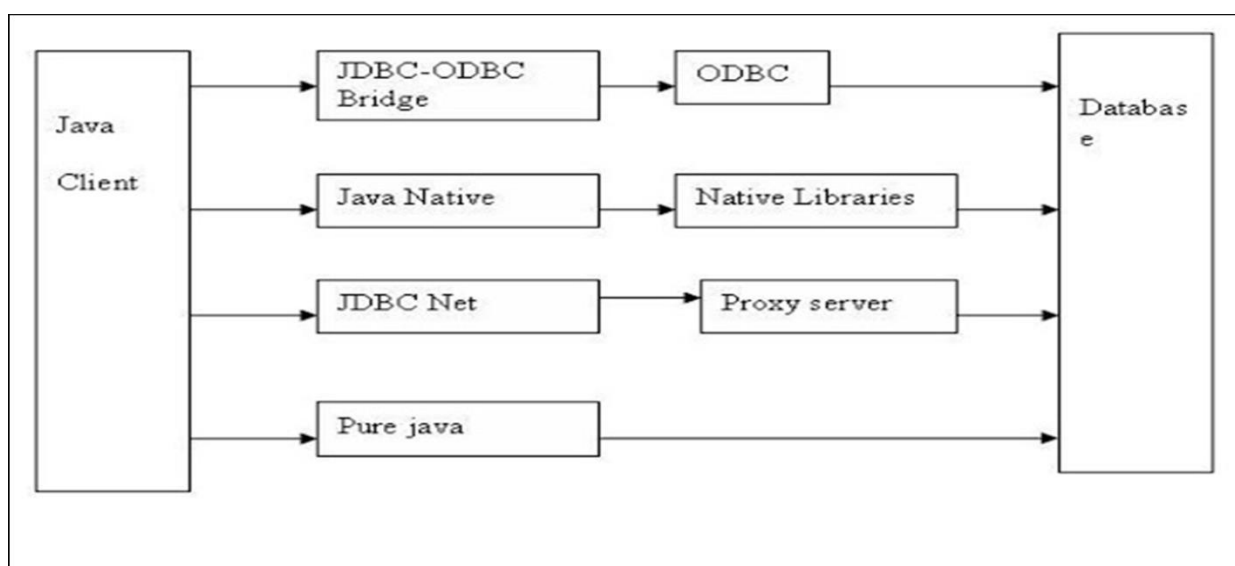 Java
Client
JDBC-ODBC
Bridge
ODBC
Databas
e
Java Native
Native Libraries
JDBC Net
Proxy server
Pure java